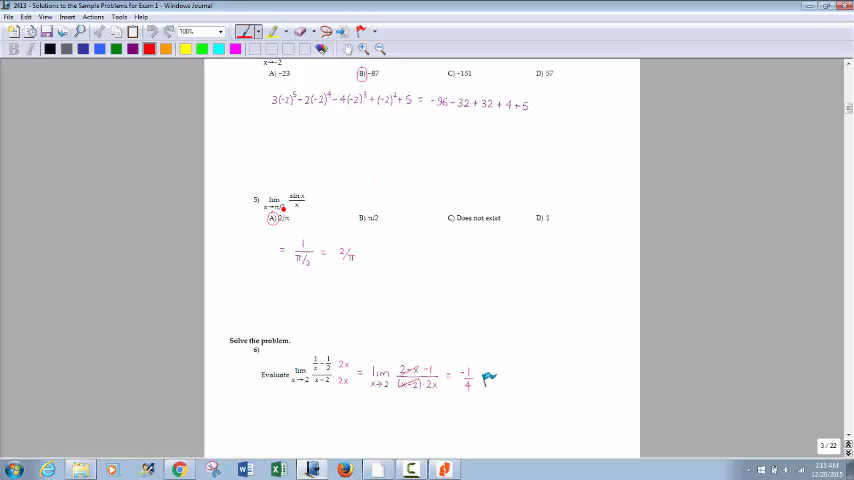 2413 - Solutions to the Sample Problems for Exam 1 - Windows Journal
File Edit View Insert Actions Tools Help
100%
B I
x→-2
A) -23 B) -87 C) -151 D) 57
3(-2)^5 - 2(-2)^4 - 4(-2)^3 + (-2)^2 + 5 = -96 - 32 + 32 + 4 + 5
5) lim x→π/2 sin x / x
A) 2/π B) π/2 C) Does not exist D) 1
= 1 / π/2 = 2/π
Solve the problem.
6)
Evaluate lim x→2 (1/x - 1/2) / (x - 2) 2x / 2x = lim x→2 (2-x -1) / ((x-2)·2x) = -1/4
3 / 22
2:15 AM
12/20/2015